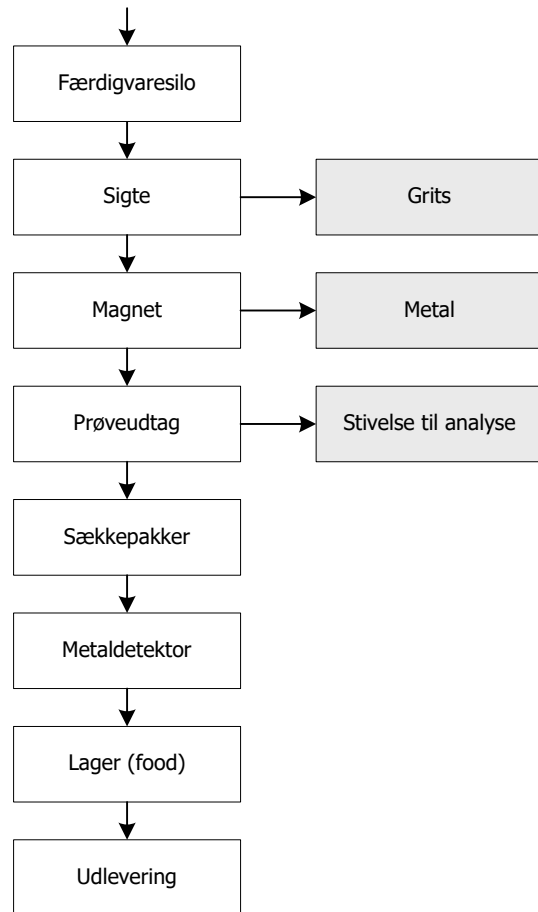 Færdigvaresilo
Sigte
Grits
Magnet
Metal
Prøveudtag
Stivelse til analyse
Sækkepakker
Metaldetektor
Lager (food)
Udlevering